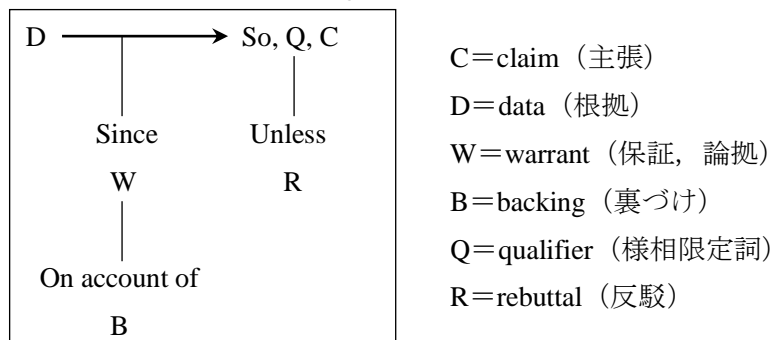 D So, Q, C
Since Unless
W R
On account of
B
C＝claim（主張）
D＝data（根拠）
W＝warrant（保証，論拠）
B＝backing（裏づけ）
Q＝qualifier（様相限定詞）
R＝rebuttal（反駁）